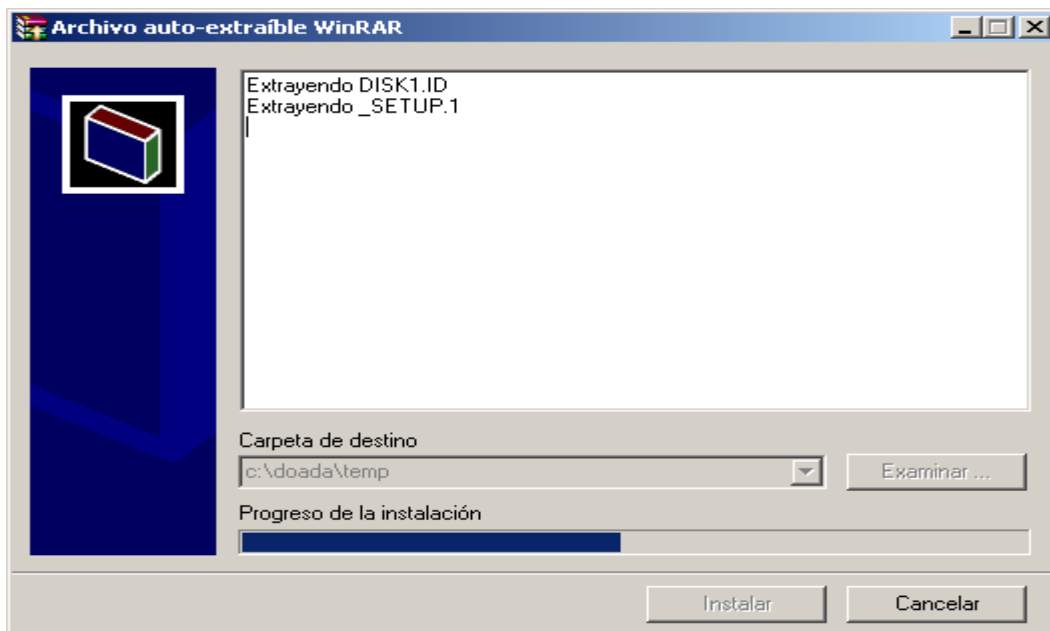 Archivo auto-extraíble WinRAR
Extrayendo DISK1.ID
Extrayendo _SETUP.1
Carpeta de destino
c:\doada\temp
Examinar ...
Progreso de la instalación
Instalar
Cancelar